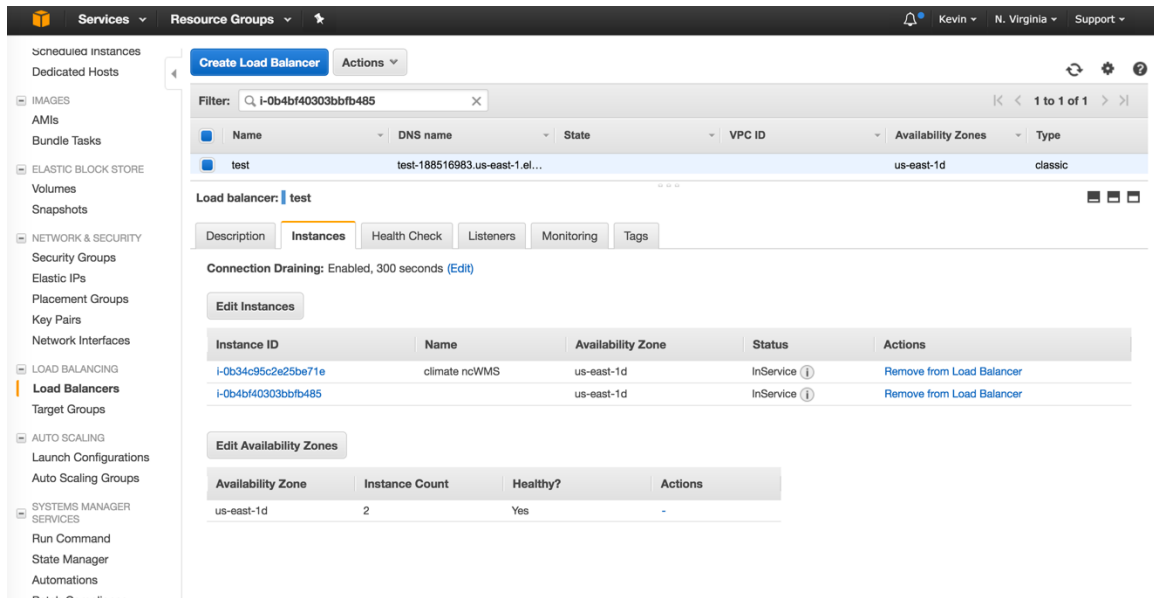 Services Resource Groups Kevin N. Virginia Support
Scheduled Instances
Dedicated Hosts
IMAGES
AMIs
Bundle Tasks
ELASTIC BLOCK STORE
Volumes
Snapshots
NETWORK & SECURITY
Security Groups
Elastic IPs
Placement Groups
Key Pairs
Network Interfaces
LOAD BALANCING
Load Balancers
Target Groups
AUTO SCALING
Launch Configurations
Auto Scaling Groups
SYSTEMS MANAGER
SERVICES
Run Command
State Manager
Automations
Create Load Balancer Actions
Filter: i-0b4bf40303bbfb485 1 to 1 of 1
Name DNS name State VPC ID Availability Zones Type
test test-188516983.us-east-1.el... us-east-1d classic
Load balancer: test
Description Instances Health Check Listeners Monitoring Tags
Connection Draining: Enabled, 300 seconds (Edit)
Edit Instances
Instance ID Name Availability Zone Status Actions
i-0b34c95c2e25be71e climate ncWMS us-east-1d InService Remove from Load Balancer
i-0b4bf40303bbfb485 us-east-1d InService Remove from Load Balancer
Edit Availability Zones
Availability Zone Instance Count Healthy? Actions
us-east-1d 2 Yes -